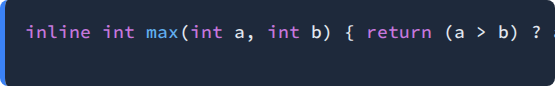 inline int max(int a, int b) { return (a > b) ?